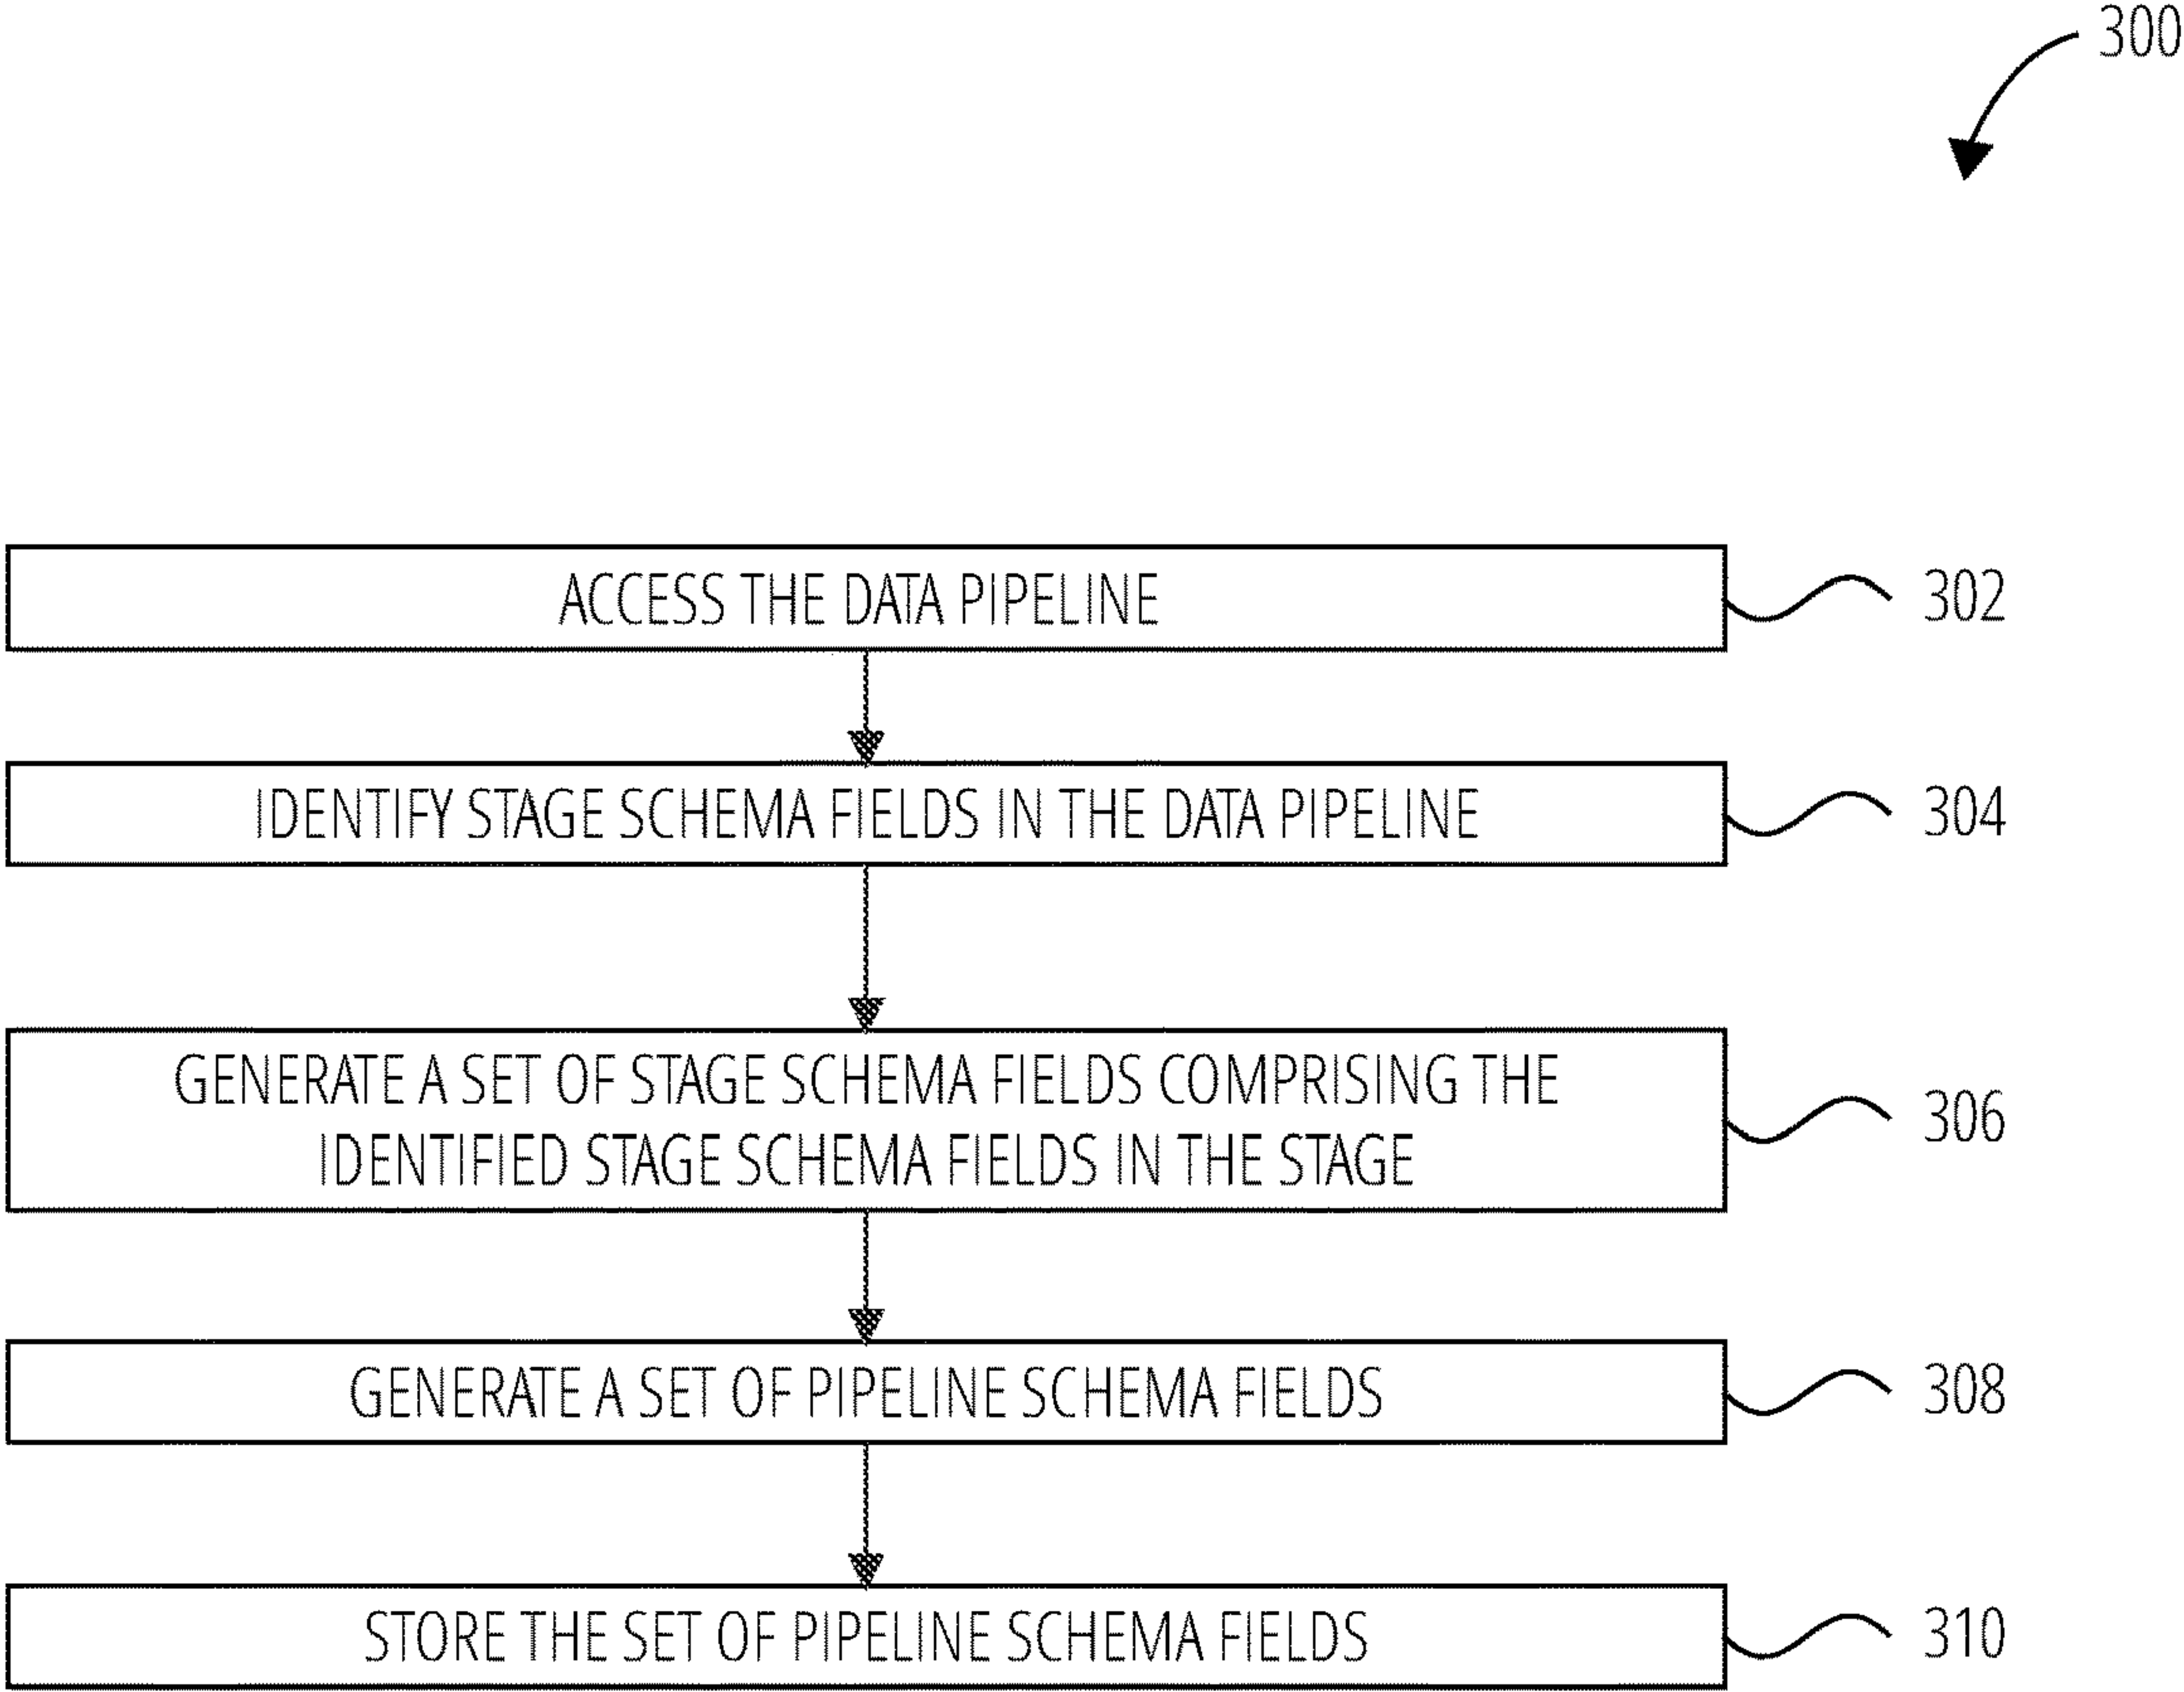 300
ACCESS THE DATA PIPELINE
302
IDENTIFY STAGE SCHEMA FIELDS IN THE DATA PIPELINE
304
GENERATE A SET OF STAGE SCHEMA FIELDS COMPRISING THE
IDENTIFIED STAGE SCHEMA FIELDS IN THE STAGE
306
GENERATE A SET OF PIPELINE SCHEMA FIELDS
308
STORE THE SET OF PIPELINE SCHEMA FIELDS
310